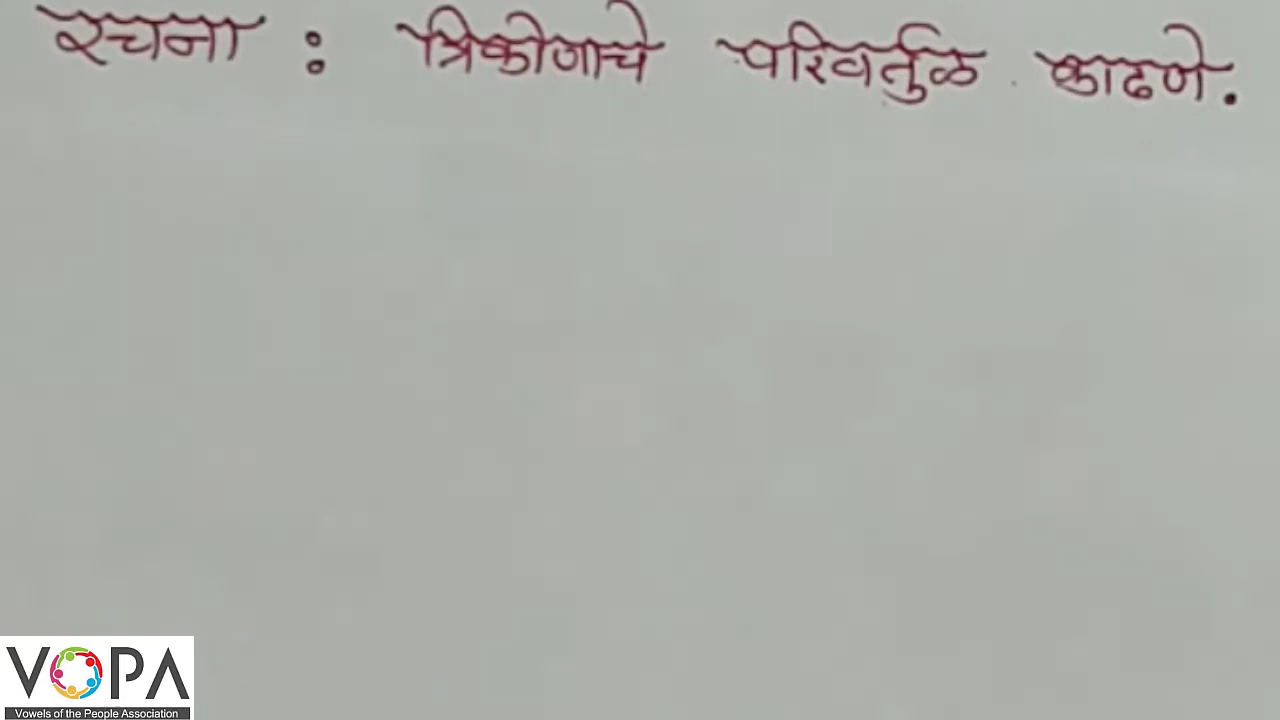 रचना : त्रिकोणाचे परिवर्तुळ काढणे.
VOPA
Vowels of the People Association